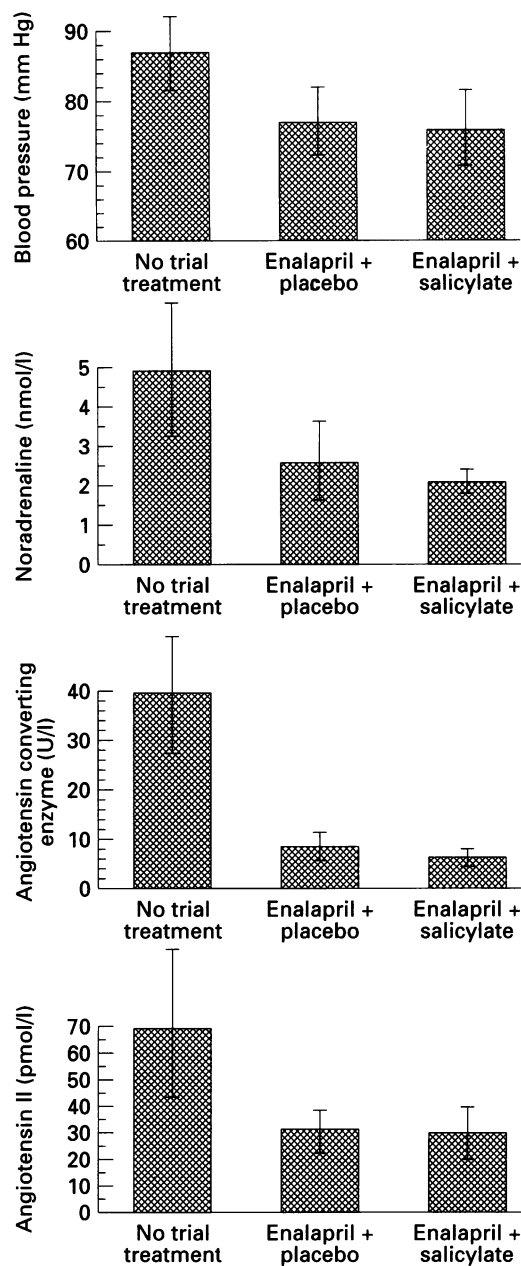 Blood pressure (mm Hg)
90
80
70
60
No trial treatment
Enalapril + placebo
Enalapril + salicylate
Noradrenaline (nmol/l)
5
4
3
2
1
0
No trial treatment
Enalapril + placebo
Enalapril + salicylate
Angiotensin converting
enzyme (U/l)
40
30
20
10
0
No trial treatment
Enalapril + placebo
Enalapril + salicylate
Angiotensin II (pmol/l)
70
60
50
40
30
20
10
0
No trial treatment
Enalapril + placebo
Enalapril + salicylate